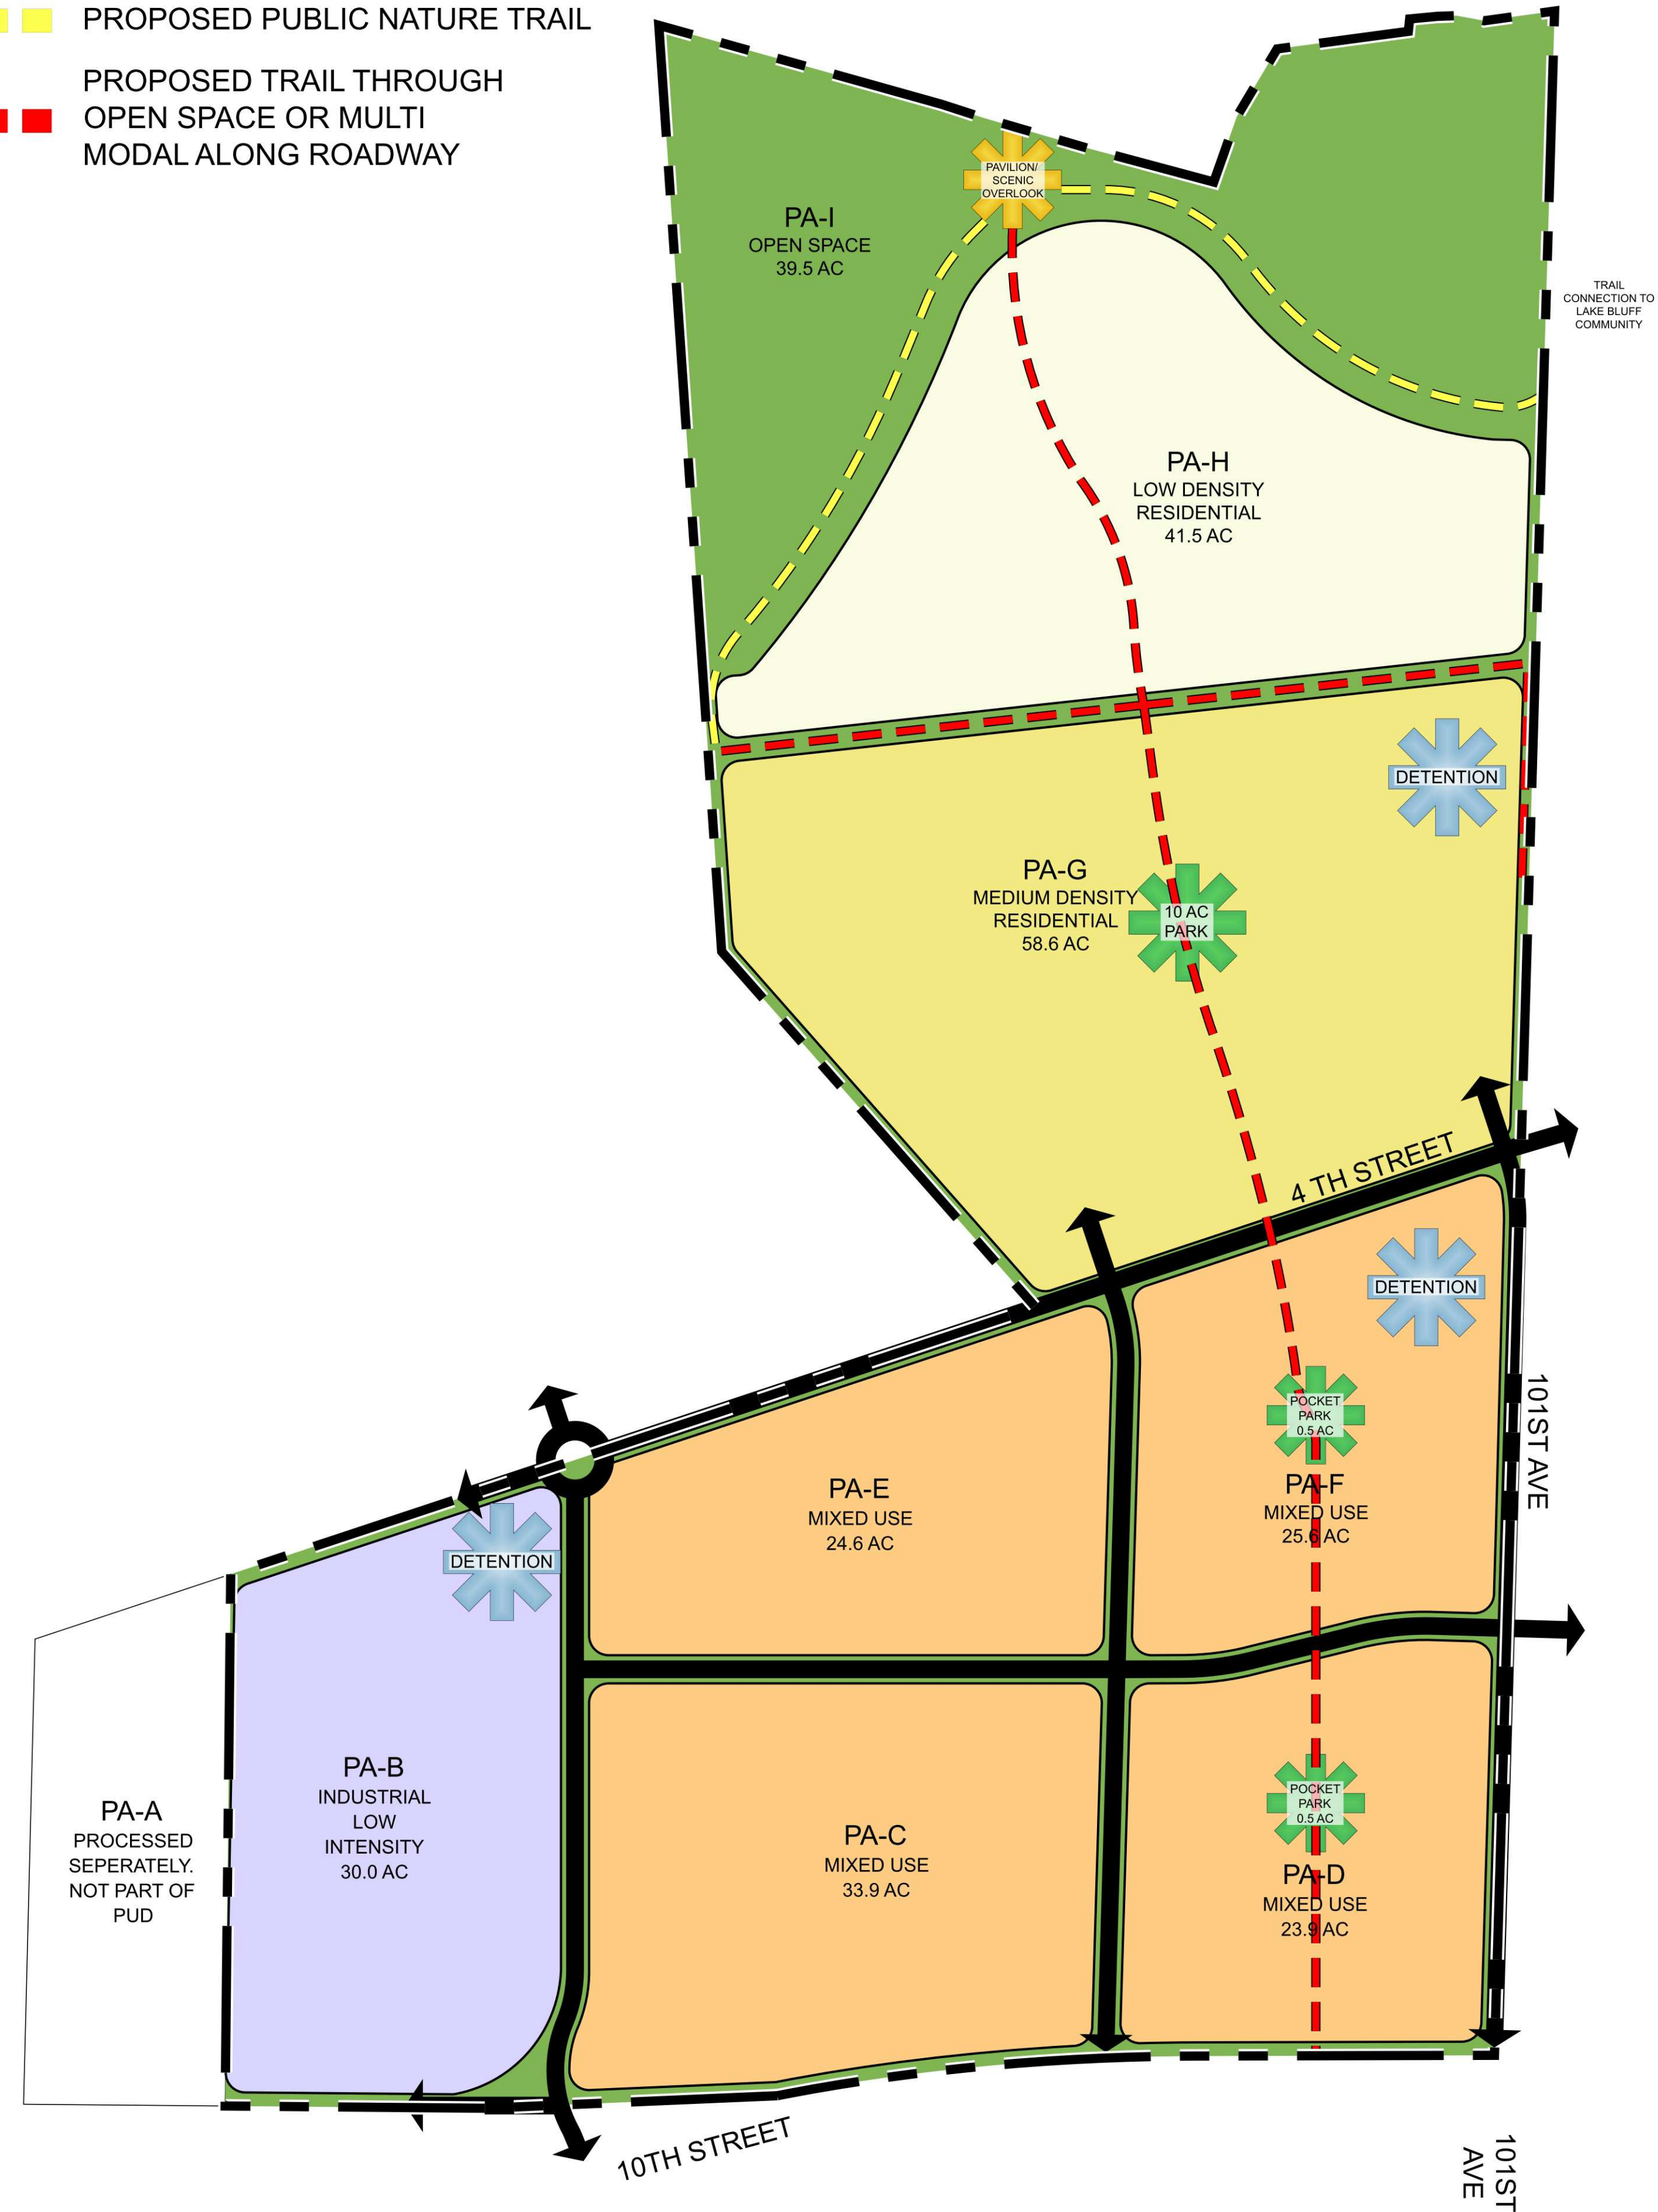 PROPOSED PUBLIC NATURE TRAIL
PROPOSED TRAIL THROUGH
OPEN SPACE OR MULTI
MODAL ALONG ROADWAY
PAVILION/
SCENIC
OVERLOOK
PA-I
OPEN SPACE
39.5 AC
TRAIL
CONNECTION TO
LAKE BLUFF
COMMUNITY
PA-H
LOW DENSITY
RESIDENTIAL
41.5 AC
DETENTION
PA-G
MEDIUM DENSITY
RESIDENTIAL
58.6 AC
10 AC
PARK
4 TH STREET
DETENTION
POCKET
PARK
0.5 AC
101ST AVE
PA-F
MIXED USE
25.6 AC
PA-E
MIXED USE
24.6 AC
DETENTION
PA-B
INDUSTRIAL
LOW
INTENSITY
30.0 AC
PA-A
PROCESSED
SEPERATELY.
NOT PART OF
PUD
PA-C
MIXED USE
33.9 AC
POCKET
PARK
0.5 AC
PA-D
MIXED USE
23.9 AC
10TH STREET
101ST
AVE